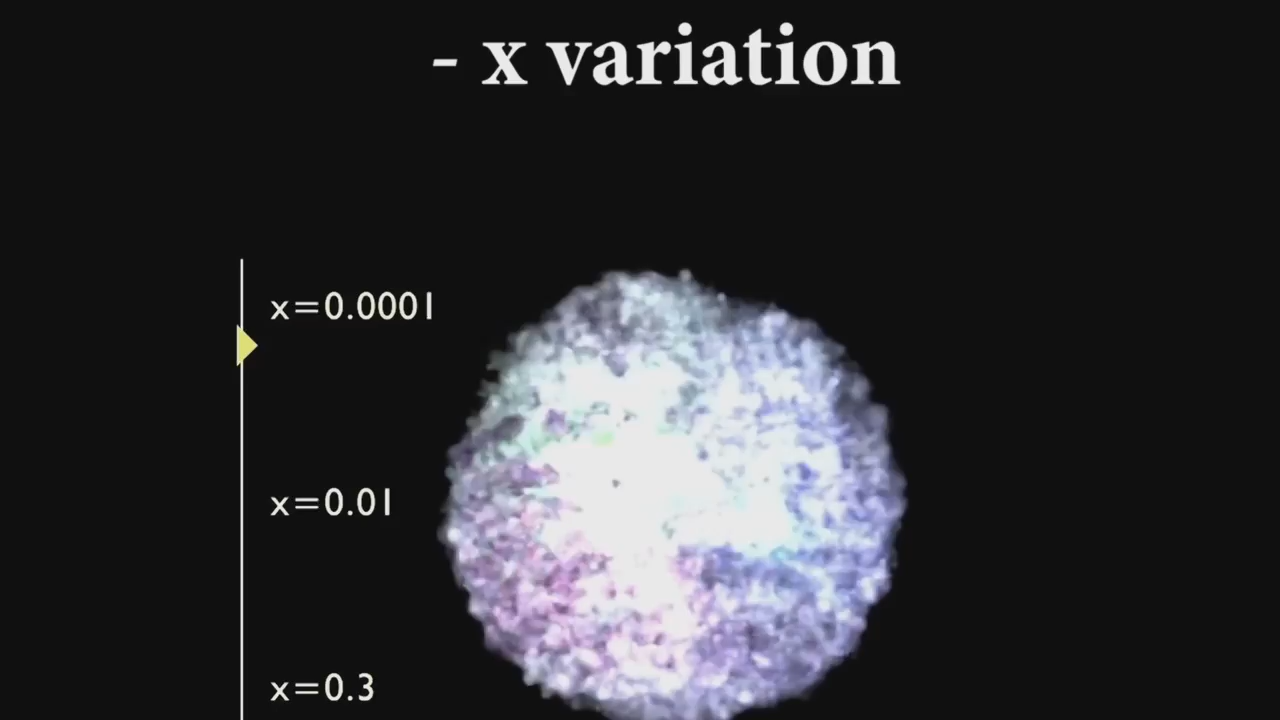 - x variation
x=0.0001
x=0.01
x=0.3